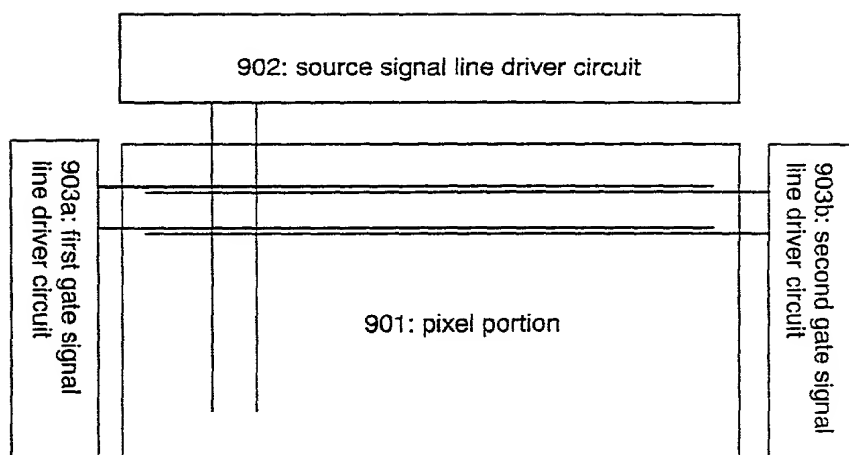 902: source signal line driver circuit
903a: first gate signal
line driver circuit
903b: second gate signal
line driver circuit
901: pixel portion